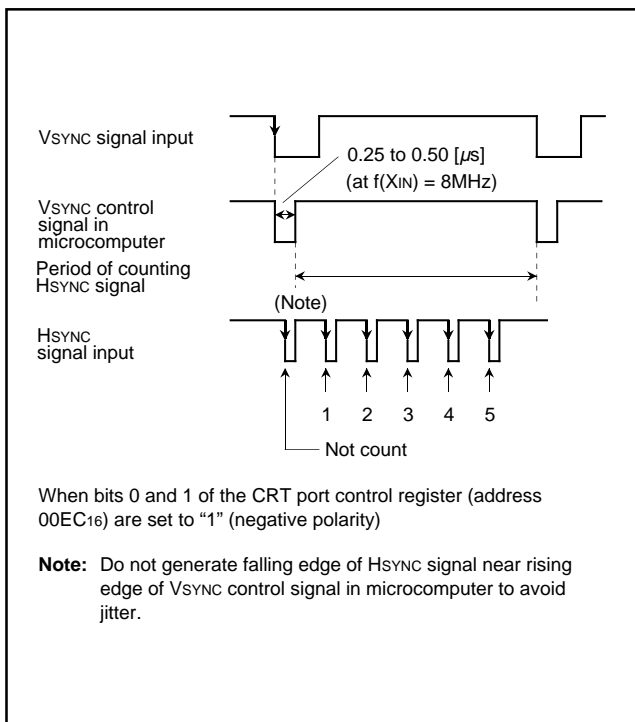 VSYNC signal input
0.25 to 0.50 [µs]
(at f(XIN) = 8MHz)
VSYNC control
signal in
microcomputer
Period of counting
HSYNC signal
(Note)
HSYNC
signal input
1 2 3 4 5
Not count
When bits 0 and 1 of the CRT port control register (address
00EC16) are set to “1” (negative polarity)
Note: Do not generate falling edge of HSYNC signal near rising
edge of VSYNC control signal in microcomputer to avoid
jitter.